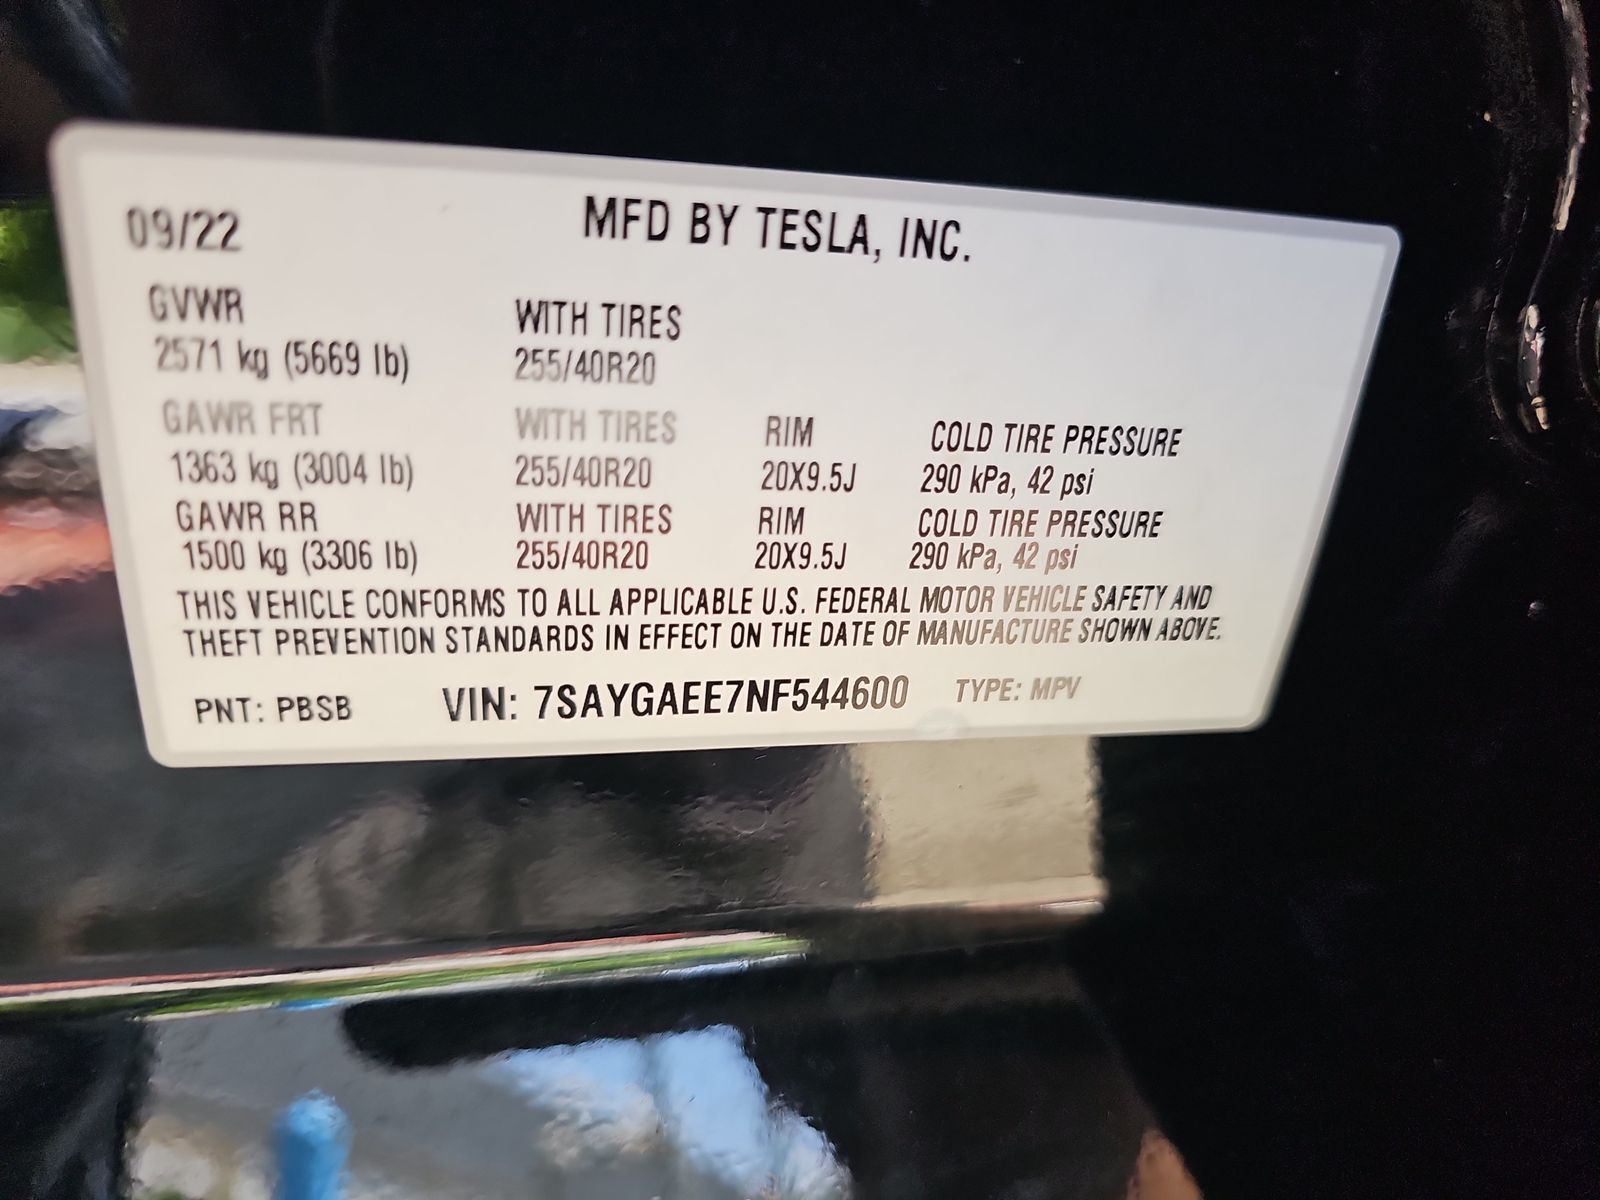 09/22 MFD BY TESLA, INC.
GVWR WITH TIRES
2571 kg (5669 lb) 255/40R20
GAWR FRT WITH TIRES RIM COLD TIRE PRESSURE
1363 kg (3004 lb) 255/40R20 20X9.5J 290 kPa, 42 psi
GAWR RR WITH TIRES RIM COLD TIRE PRESSURE
1500 kg (3306 lb) 255/40R20 20X9.5J 290 kPa, 42 psi
THIS VEHICLE CONFORMS TO ALL APPLICABLE U.S. FEDERAL MOTOR VEHICLE SAFETY AND
THEFT PREVENTION STANDARDS IN EFFECT ON THE DATE OF MANUFACTURE SHOWN ABOVE.
PNT: PBSB VIN: 7SAYGAEE7NF544600 TYPE: MPV